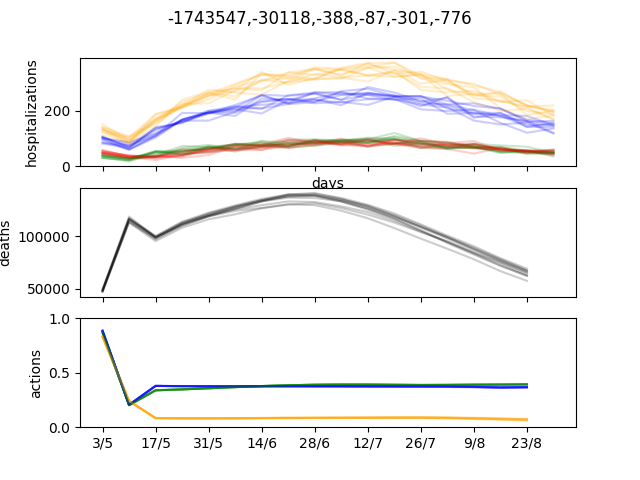 -1743547,-30118,-388,-87,-301,-776
hospitalizations
200
0
days
deaths
100000
50000
actions
1.0
0.5
0.0
3/5 17/5 31/5 14/6 28/6 12/7 26/7 9/8 23/8